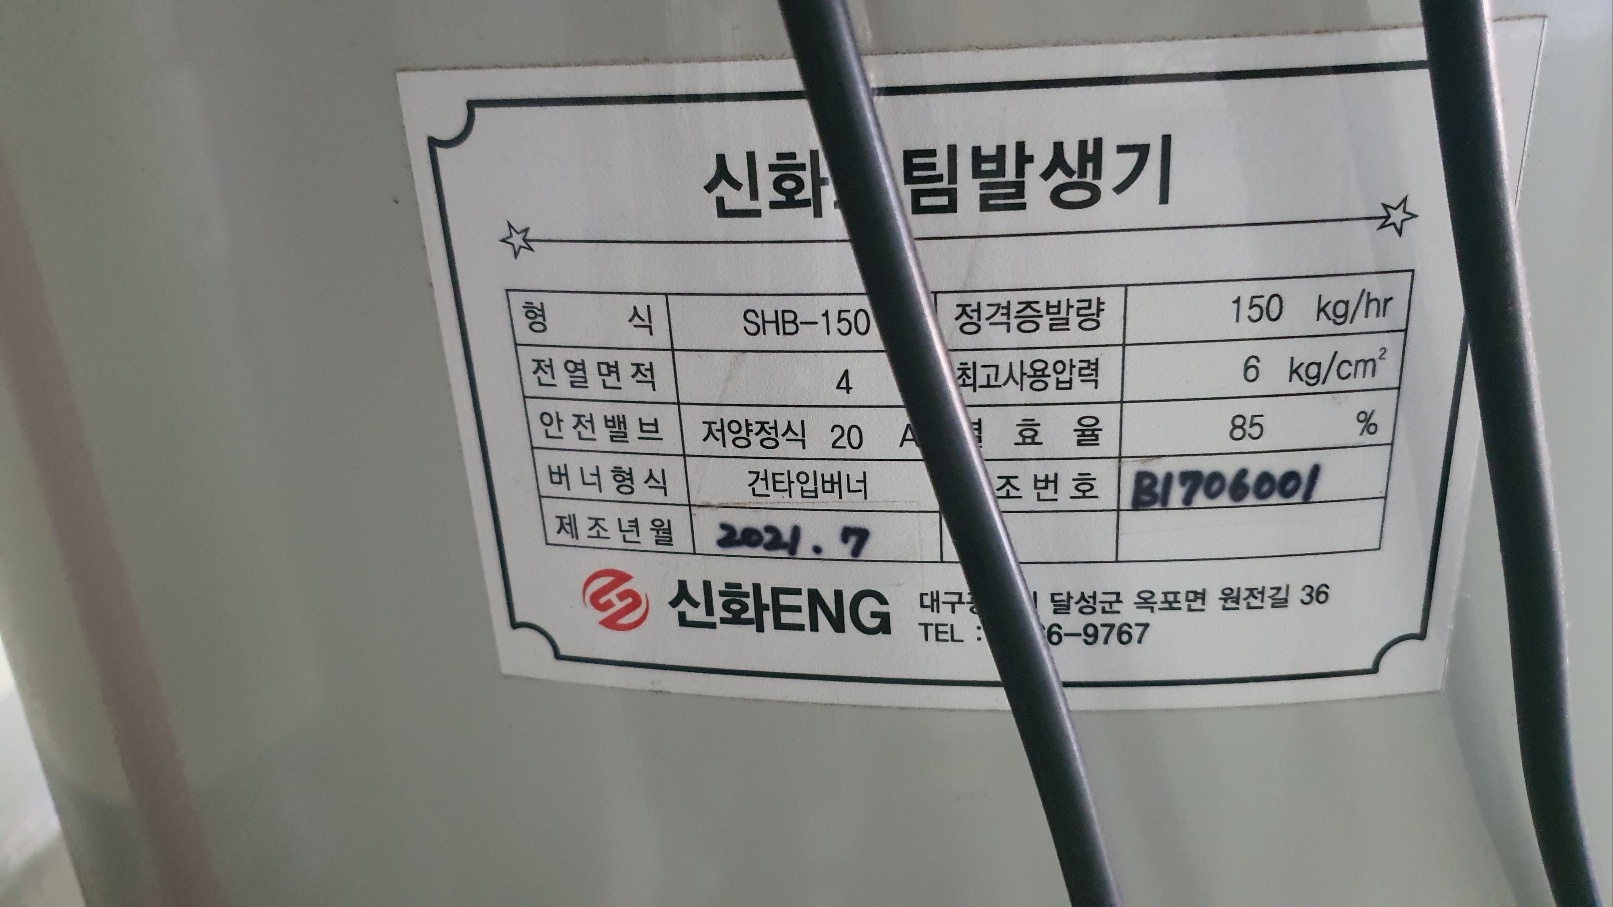 신화 팀발생기
형 식 SHB-150 정격증발량 150 kg/hr
전열면적 4 최고사용압력 6 kg/cm²
안전밸브 저양정식 20 A 효 율 85 %
버너형식 건타입버너 조번호 B1706001
제조년월 2021.7
신화ENG
대구 달성군 옥포면 원전길 36
TEL : 6-9767